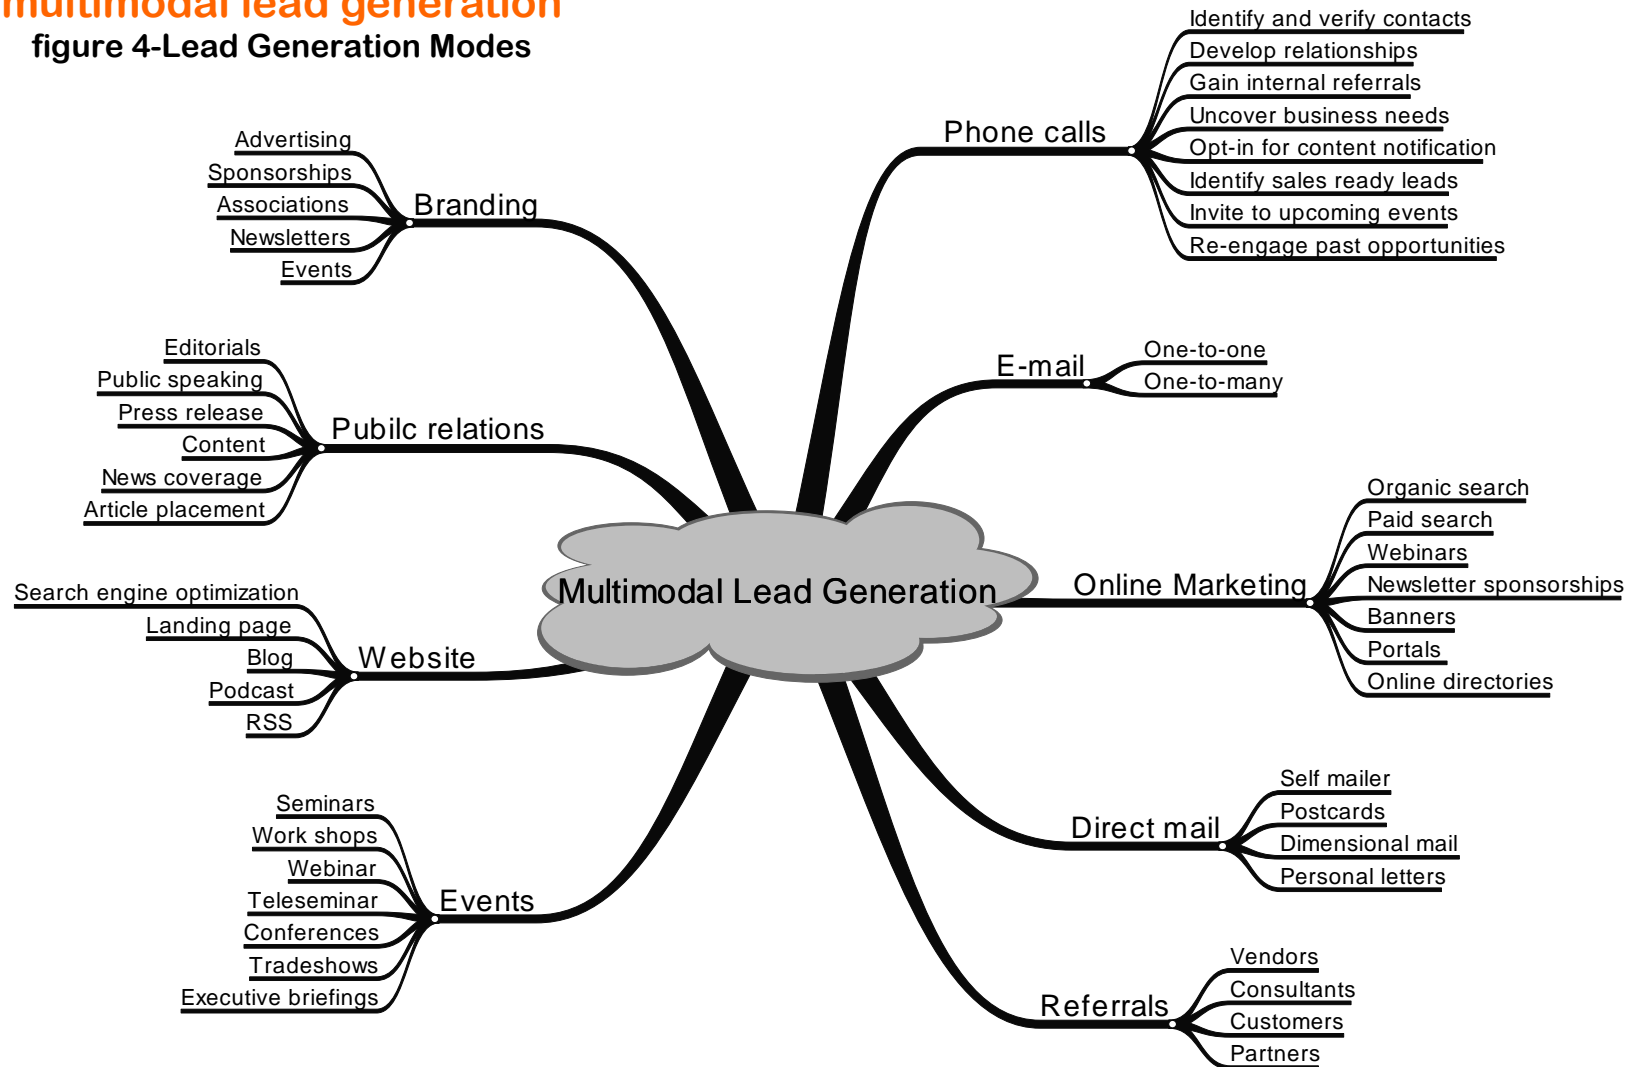 multimodal lead generation
figure 4-Lead Generation Modes
Advertising
Sponsorships
Associations
Newsletters
Events
Branding
Editorials
Public speaking
Press release
Content
News coverage
Article placement
Pubilc relations
Search engine optimization
Landing page
Blog
Podcast
RSS
Website
Seminars
Work shops
Webinar
Teleseminar
Conferences
Tradeshows
Executive briefings
Events
Multimodal Lead Generation
Phone calls
Identify and verify contacts
Develop relationships
Gain internal referrals
Uncover business needs
Opt-in for content notification
Identify sales ready leads
Invite to upcoming events
Re-engage past opportunities
E-mail
One-to-one
One-to-many
Online Marketing
Organic search
Paid search
Webinars
Newsletter sponsorships
Banners
Portals
Online directories
Direct mail
Self mailer
Postcards
Dimensional mail
Personal letters
Referrals
Vendors
Consultants
Customers
Partners